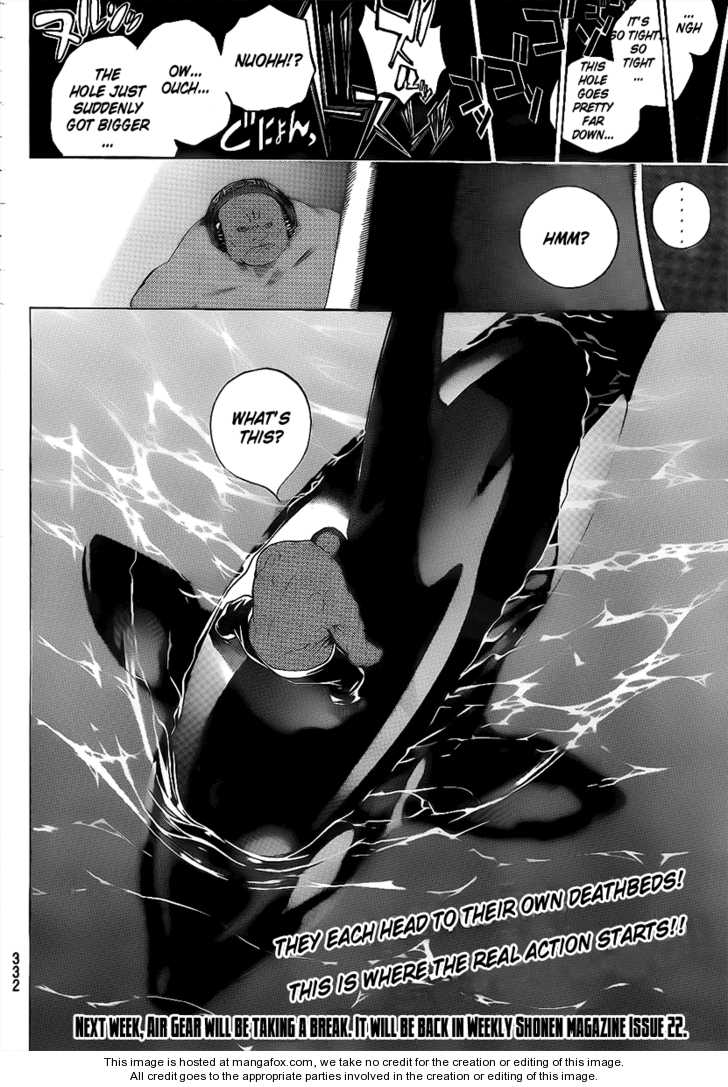 ...
NGH
IT'S
SO TIGHT...
SO
TIGHT
...
THIS
HOLE
GOES
PRETTY
FAR
DOWN...
NUOHH!?
どにょん,
OW...
OUCH...
THE
HOLE JUST
SUDDENLY
GOT BIGGER
...
......
HMM?
WHAT'S
THIS?
THEY EACH HEAD TO THEIR OWN DEATHBEDS!
THIS IS WHERE THE REAL ACTION STARTS!!
332
NEXT WEEK, AIR GEAR WILL BE TAKING A BREAK. IT WILL BE BACK IN WEEKLY SHONEN MAGAZINE ISSUE 22.
This image is hosted at mangafox.com, we take no credit for the creation or editing of this image.
All credit goes to the appropriate parties involved in the creation or editing of this image.